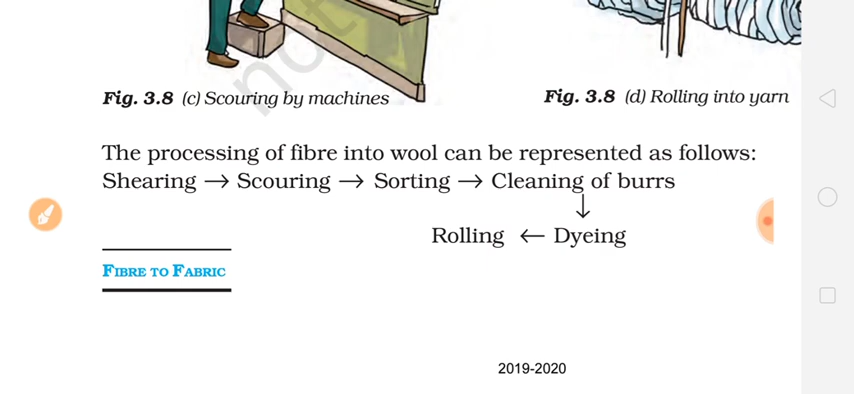 not
Fig. 3.8 (c) Scouring by machines
Fig. 3.8 (d) Rolling into yarn
The processing of fibre into wool can be represented as follows:
Shearing → Scouring → Sorting → Cleaning of burrs
↓
Rolling ← Dyeing
FIBRE TO FABRIC
2019-2020